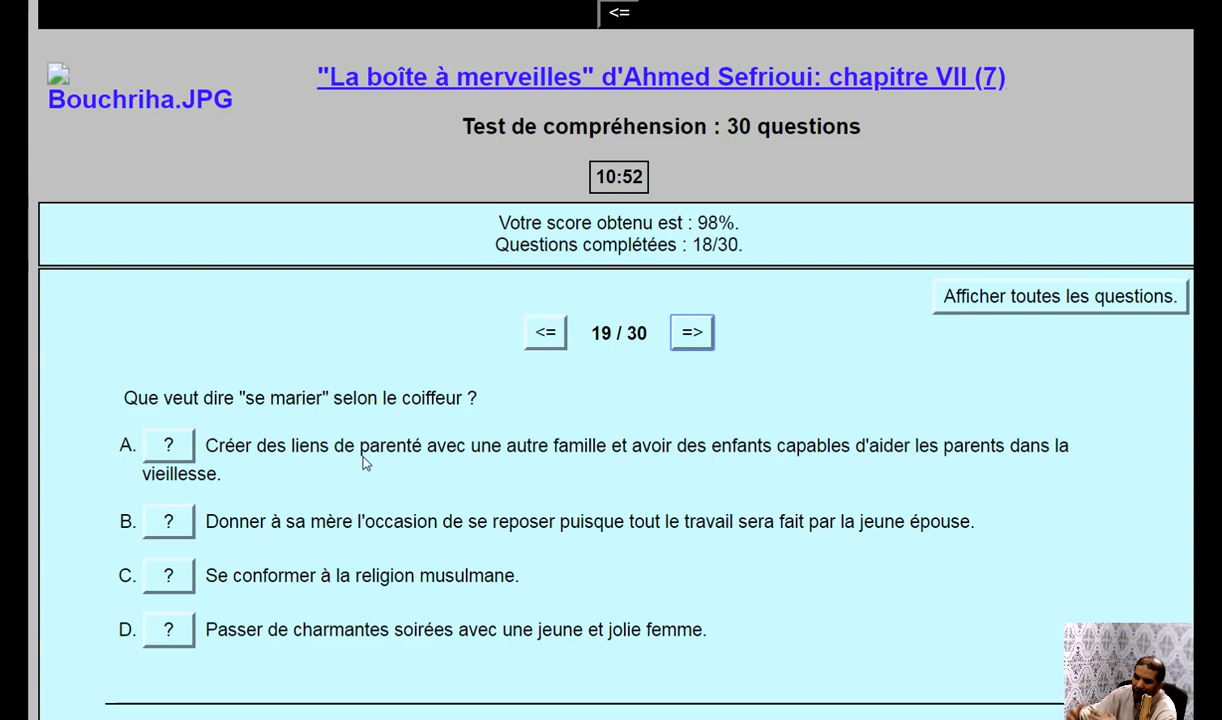 <=
"La boîte à merveilles" d'Ahmed Sefrioui: chapitre VII (7)
Bouchriha.JPG
Test de compréhension : 30 questions
10:52
Votre score obtenu est : 98%.
Questions complétées : 18/30.
Afficher toutes les questions.
<= 19 / 30 =>
Que veut dire "se marier" selon le coiffeur ?
A. ? Créer des liens de parenté avec une autre famille et avoir des enfants capables d'aider les parents dans la
vieillesse.
B. ? Donner à sa mère l'occasion de se reposer puisque tout le travail sera fait par la jeune épouse.
C. ? Se conformer à la religion musulmane.
D. ? Passer de charmantes soirées avec une jeune et jolie femme.